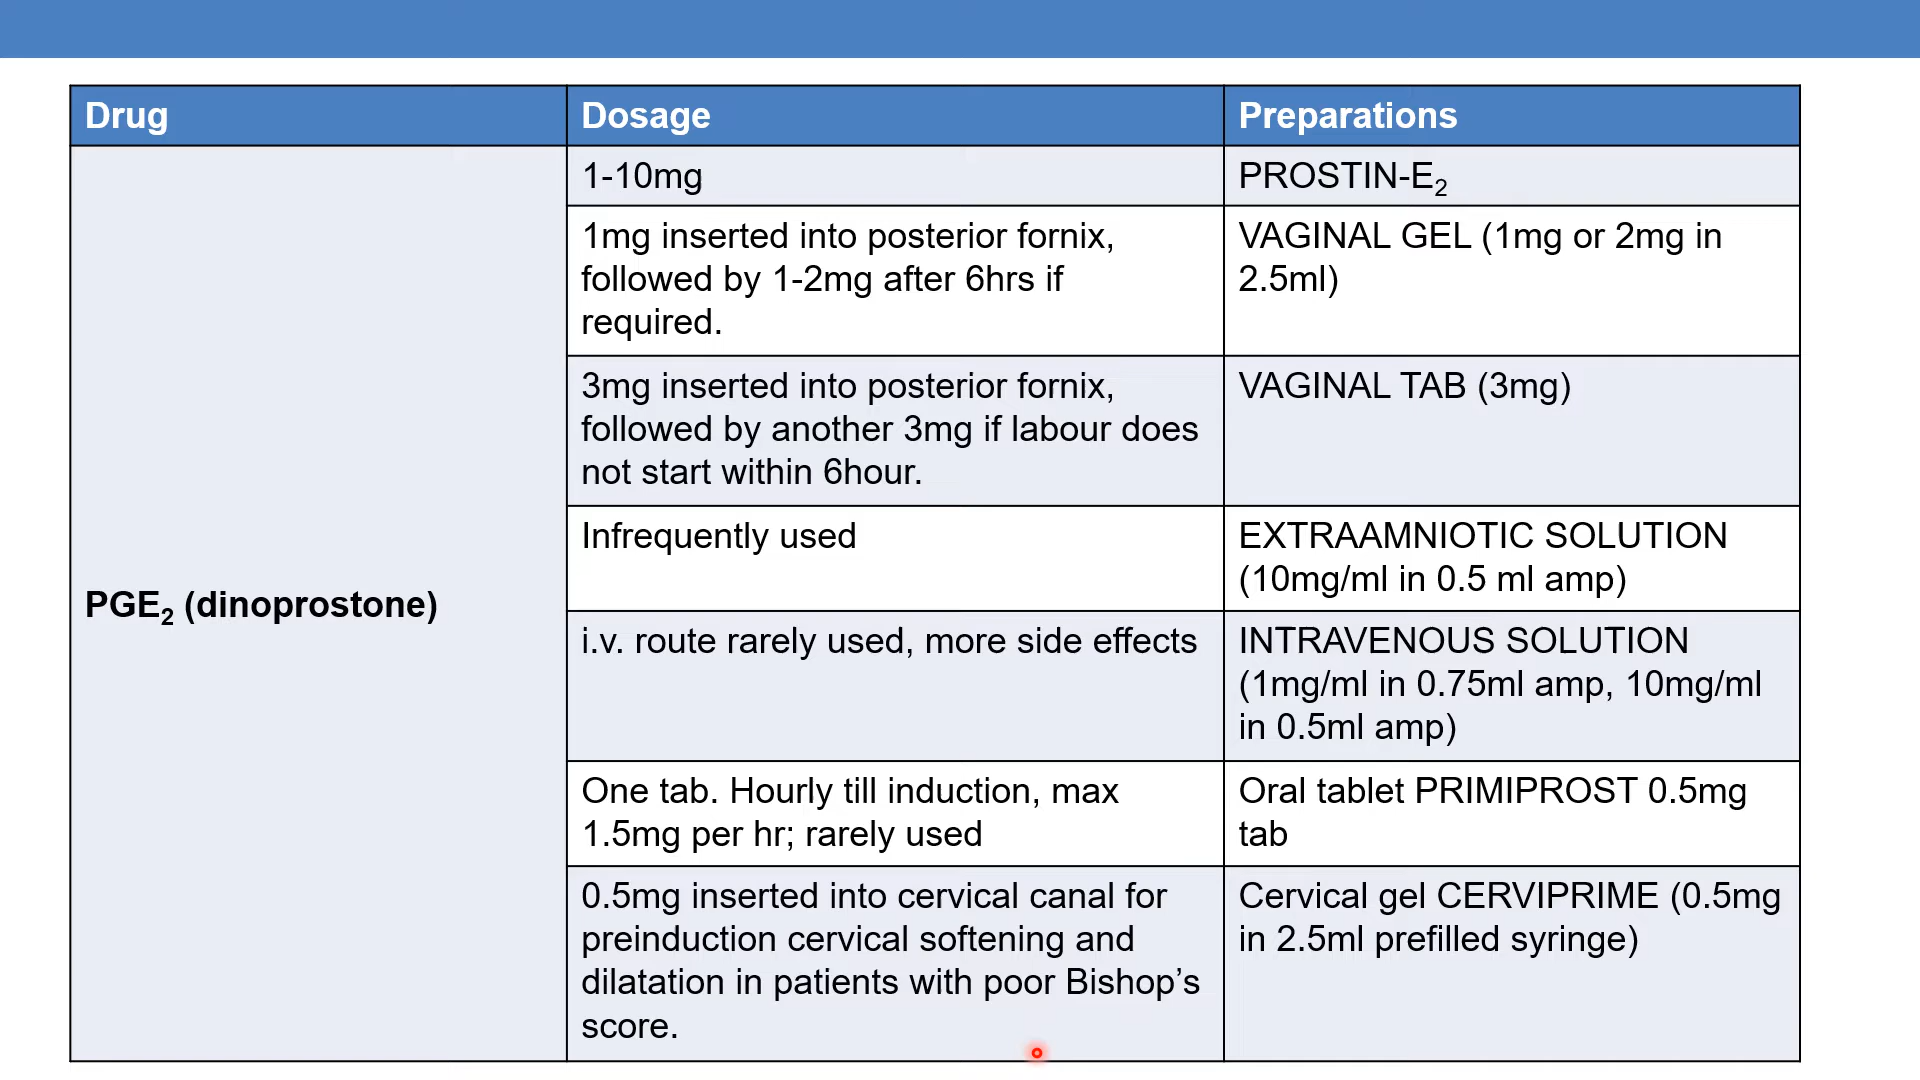 Drug
Dosage
Preparations
PGE2 (dinoprostone)
1-10mg
PROSTIN-E2
1mg inserted into posterior fornix,
followed by 1-2mg after 6hrs if
required.
VAGINAL GEL (1mg or 2mg in
2.5ml)
3mg inserted into posterior fornix,
followed by another 3mg if labour does
not start within 6hour.
VAGINAL TAB (3mg)
Infrequently used
EXTRAAMNIOTIC SOLUTION
(10mg/ml in 0.5 ml amp)
i.v. route rarely used, more side effects
INTRAVENOUS SOLUTION
(1mg/ml in 0.75ml amp, 10mg/ml
in 0.5ml amp)
One tab. Hourly till induction, max
1.5mg per hr; rarely used
Oral tablet PRIMIPROST 0.5mg
tab
0.5mg inserted into cervical canal for
preinduction cervical softening and
dilatation in patients with poor Bishop’s
score.
Cervical gel CERVIPRIME (0.5mg
in 2.5ml prefilled syringe)